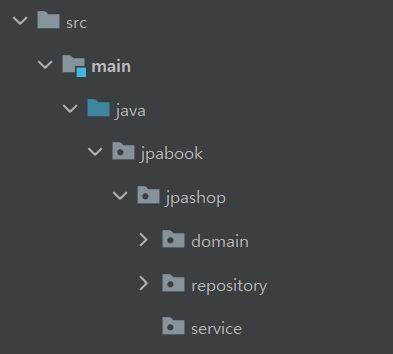 src
main
java
jpabook
jpashop
domain
repository
service